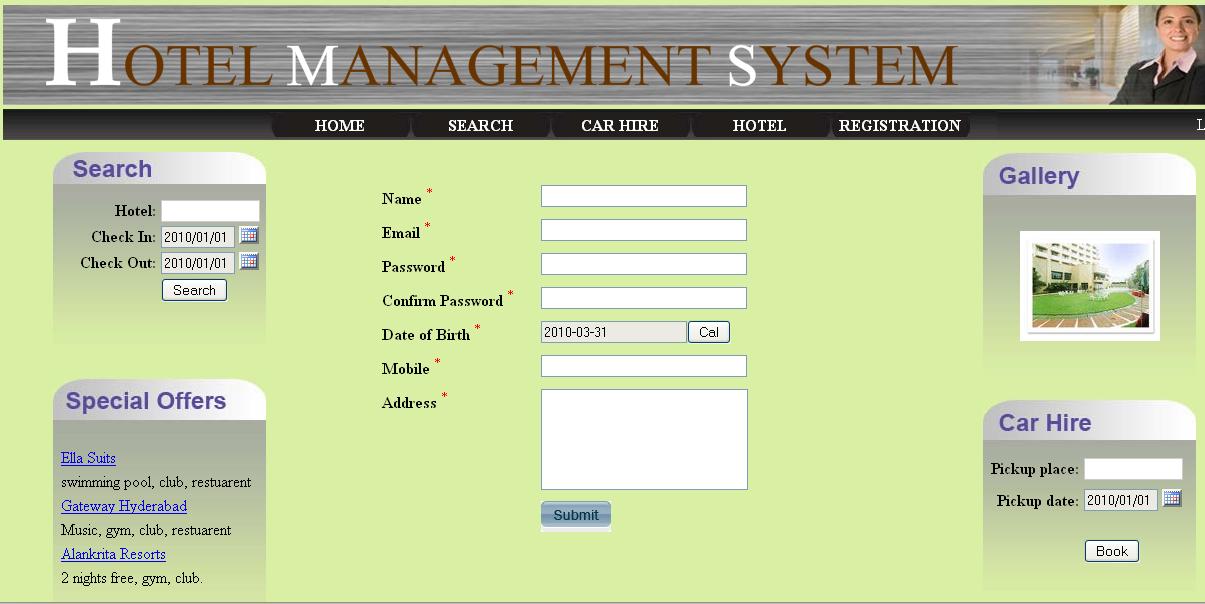 HOTEL MANAGEMENT SYSTEM
HOME SEARCH CAR HIRE HOTEL REGISTRATION L
Search
Hotel:
Check In: 2010/01/01
Check Out: 2010/01/01
Search
Special Offers
Ella Suits
swimming pool, club, restuarent
Gateway Hyderabad
Music, gym, club, restuarent
Alankrita Resorts
2 nights free, gym, club.
Name *
Email *
Password *
Confirm Password *
Date of Birth * 2010-03-31 Cal
Mobile *
Address *
Submit
Gallery
Car Hire
Pickup place:
Pickup date: 2010/01/01
Book